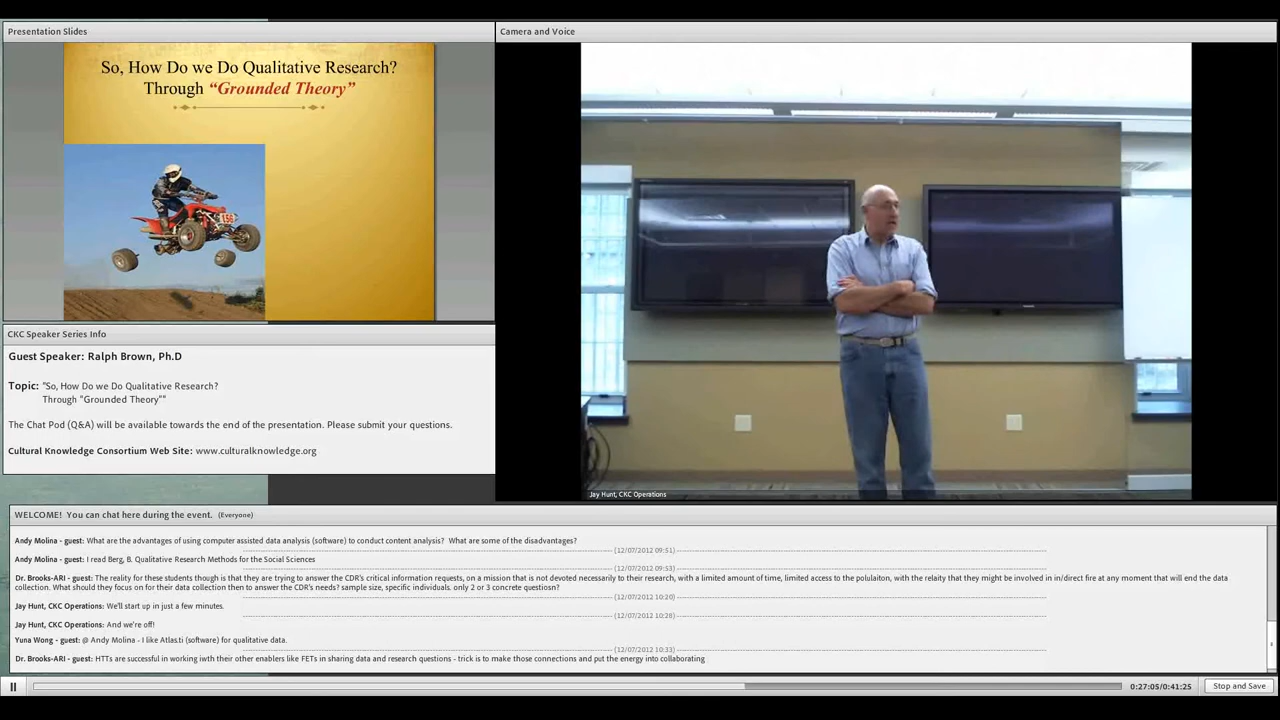 Presentation Slides
So, How Do we Do Qualitative Research?
Through “Grounded Theory”
156
Camera and Voice
Jay Hunt, CKC Operations
CKC Speaker Series Info
Guest Speaker: Ralph Brown, Ph.D
Topic: "So, How Do we Do Qualitative Research?
Through "Grounded Theory""
The Chat Pod (Q&A) will be available towards the end of the presentation. Please submit your questions.
Cultural Knowledge Consortium Web Site: www.culturalknowledge.org
WELCOME! You can chat here during the event. (Everyone)
Andy Molina - guest: What are the advantages of using computer assisted data analysis (software) to conduct content analysis? What are some of the disadvantages?
(12/07/2012 09:51)
Andy Molina - guest: I read Berg, B. Qualitative Research Methods for the Social Sciences
(12/07/2012 09:53)
Dr. Brooks-ARI - guest: The reality for these students though is that they are trying to answer the CDR's critical information requests, on a mission that is not devoted necessarily to their research, with a limited amount of time, limited access to the polulaiton, with the relaity that they might be involved in in/direct fire at any moment that will end the data
collection. What should they focus on for their data collection then to answer the CDR's needs? sample size, specific individuals. only 2 or 3 concrete questiosn?
(12/07/2012 10:20)
Jay Hunt, CKC Operations: We'll start up in just a few minutes.
(12/07/2012 10:28)
Jay Hunt, CKC Operations: And we're off!
Yuna Wong - guest: @ Andy Molina - I like Atlas.ti (software) for qualitative data.
(12/07/2012 10:33)
Dr. Brooks-ARI - guest: HTTs are successful in working iwth their other enablers like FETs in sharing data and research questions - trick is to make those connections and put the energy into collaborating
0:27:05/0:41:25
Stop and Save